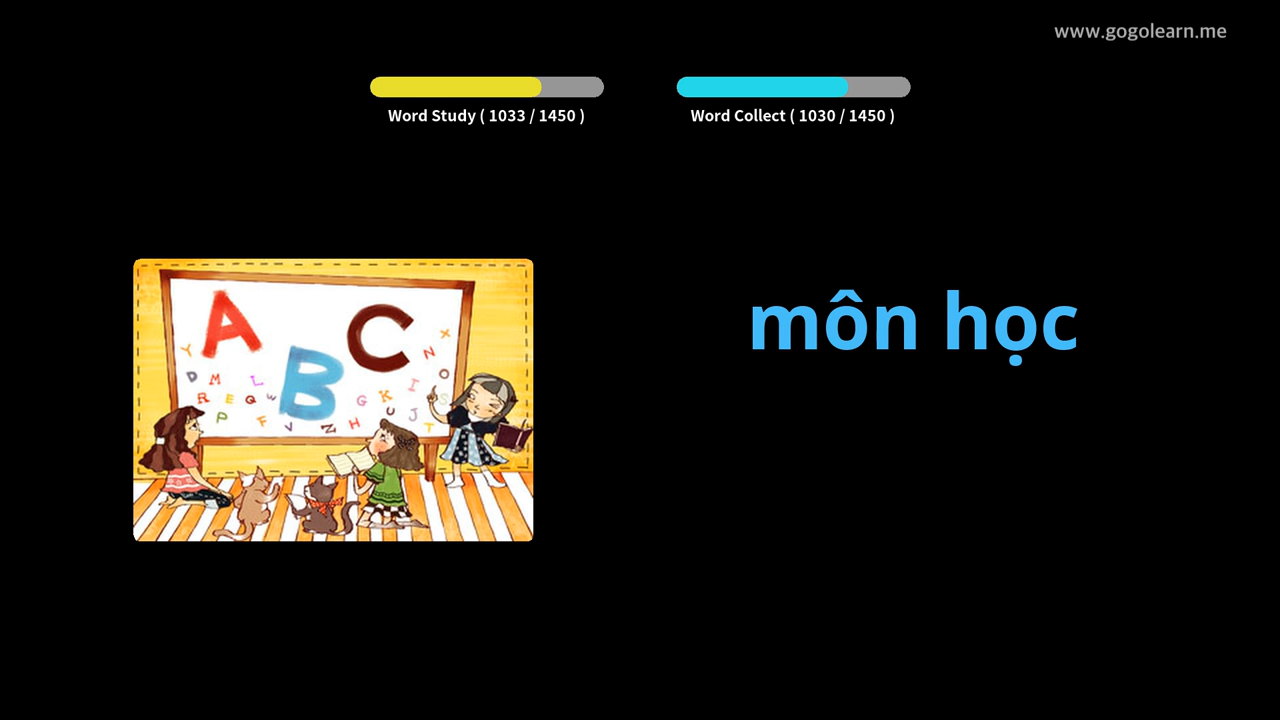 www.gogolearn.me
Word Study ( 1033 / 1450 )
Word Collect ( 1030 / 1450 )
môn học
A
B
C
X
Y
N
D M L O
R E Q W G K I S
P F V Z H U J T